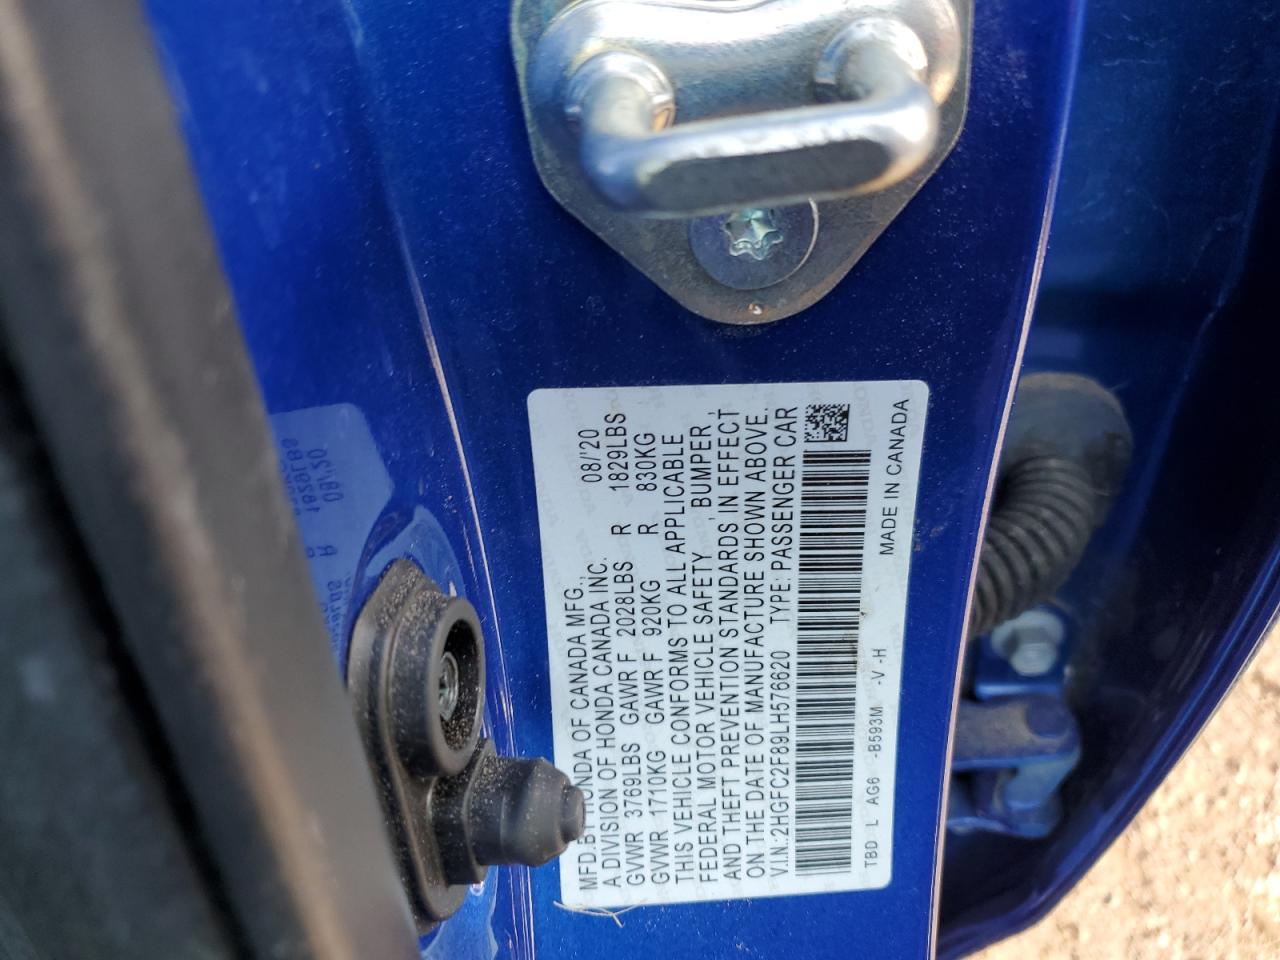 MFD.BY HONDA OF CANADA MFG., 08/'20
A DIVISION OF HONDA CANADA INC.
GVWR 3769LBS GAWR F 2028LBS R 1829LBS
GVWR 1710KG GAWR F 920KG R 830KG
THIS VEHICLE CONFORMS TO ALL APPLICABLE
FEDERAL MOTOR VEHICLE SAFETY , BUMPER ,
AND THEFT PREVENTION STANDARDS IN EFFECT
ON THE DATE OF MANUFACTURE SHOWN ABOVE.
V.I.N.:2HGFC2F89LH576620 TYPE: PASSENGER CAR
TBD L AG6 -B593M -V-H MADE IN CANADA